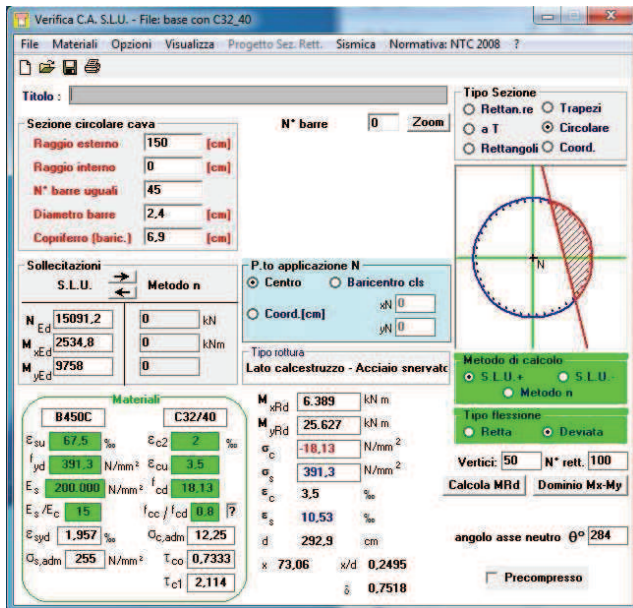 Verifica C.A. S.L.U. - File: base con C32_40
File Materiali Opzioni Visualizza Progetto Sez. Rett. Sismica Normativa: NTC 2008 ?
Titolo :
Tipo Sezione
Rettan.re Trapezi
a T Circolare
Rettangoli Coord.
Sezione circolare cava
Raggio esterno 150 [cm]
Raggio interno 0 [cm]
N° barre uguali 45
Diametro barre 2,4 [cm]
Copriferro (baric.) 6,9 [cm]
N° barre 0 Zoom
N
Sollecitazioni
S.L.U. Metodo n
N Ed 15091,2 0 kN
M xEd 2534,8 0 kNm
M yEd 9758 0
P.to applicazione N
Centro Baricentro cls
Coord.[cm] xN 0
yN 0
Tipo rottura
Lato calcestruzzo - Acciaio snervato
Metodo di calcolo
S.L.U.+ S.L.U.-
Metodo n
Tipo flessione
Retta Deviata
Materiali
B450C C32/40
εsu 67,5 ‰ εc2 2 ‰
fyd 391,3 N/mm² εcu 3.5
Es 200.000 N/mm² fcd 18,13
Es/Ec 15 fcc/fcd 0.8 ?
εsyd 1,957 ‰ σc,adm 12,25
σs,adm 255 N/mm² τco 0,7333
τc1 2,114
M xRd 6.389 kN m
M yRd 25.627 kN m
σc -18,13 N/mm²
σs 391,3 N/mm²
εc 3,5 ‰
εs 10,53 ‰
d 292,9 cm
x 73,06 x/d 0,2495
δ 0,7518
Vertici: 50 N° rett. 100
Calcola MRd Dominio Mx-My
angolo asse neutro θ° 284
Precompresso